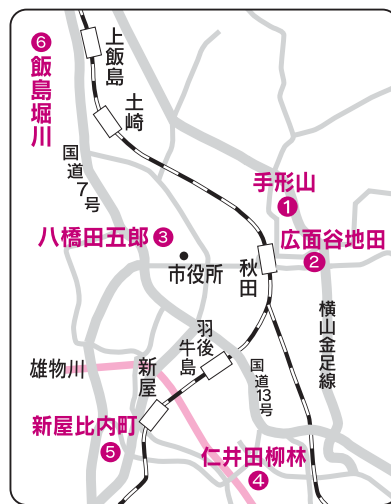 ⑥飯島堀川
上飯島
土崎
国道7号
手形山
①
八橋田五郎③
広面谷地田
②
市役所
秋田
横山金足線
羽後牛島
雄物川
新屋
国道13号
新屋比内町
⑤
仁井田柳林
④